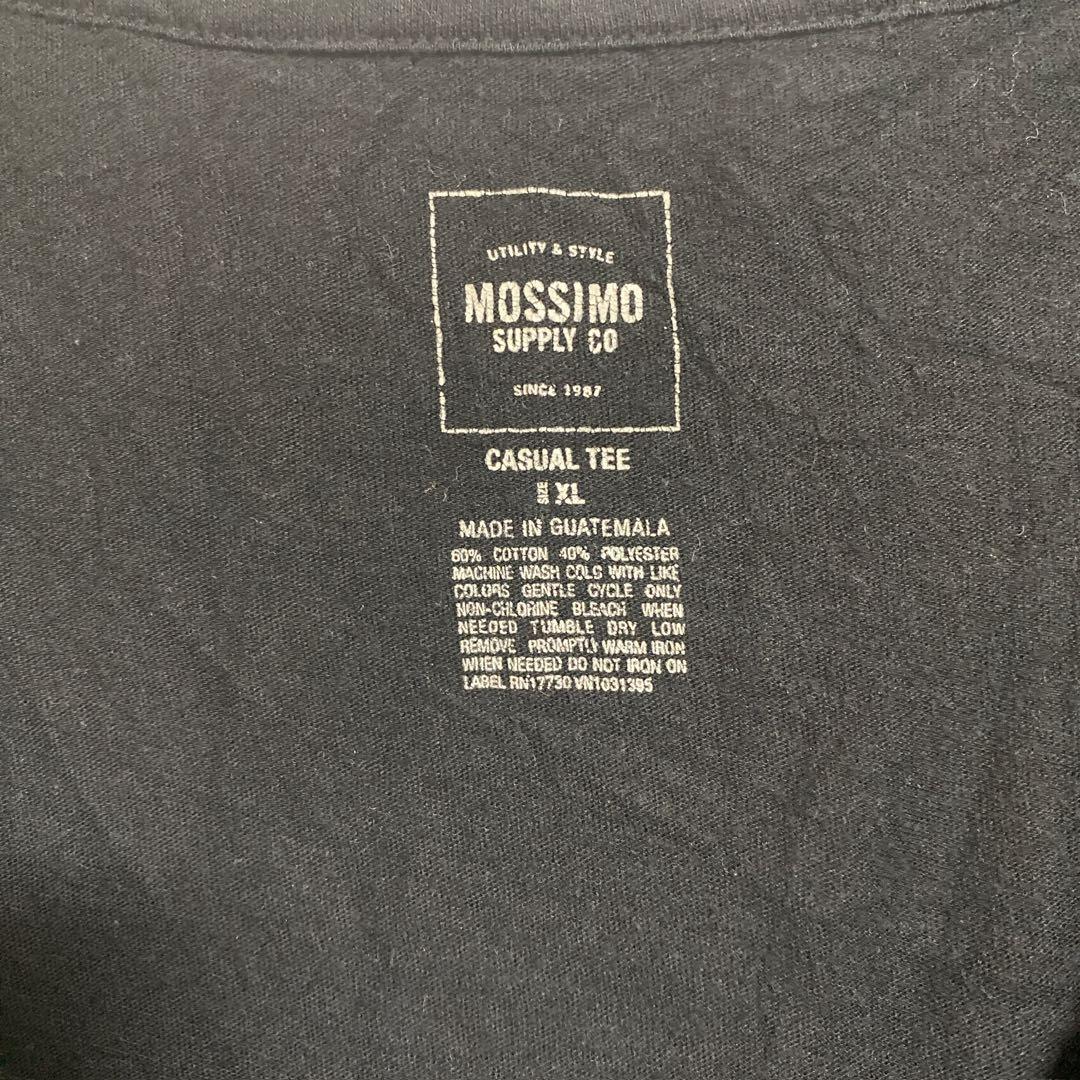 UTILITY & STYLE
MOSSIMO
SUPPLY CO
SINCE 1987
CASUAL TEE
SIZE XL
MADE IN GUATEMALA
60% COTTON 40% POLYESTER
MACHINE WASH COLD WITH LIKE
COLORS GENTLE CYCLE ONLY
NON-CHLORINE BLEACH WHEN
NEEDED TUMBLE DRY LOW
REMOVE PROMPTLY WARM IRON
WHEN NEEDED DO NOT IRON ON
LABEL RN17730 VN1031395